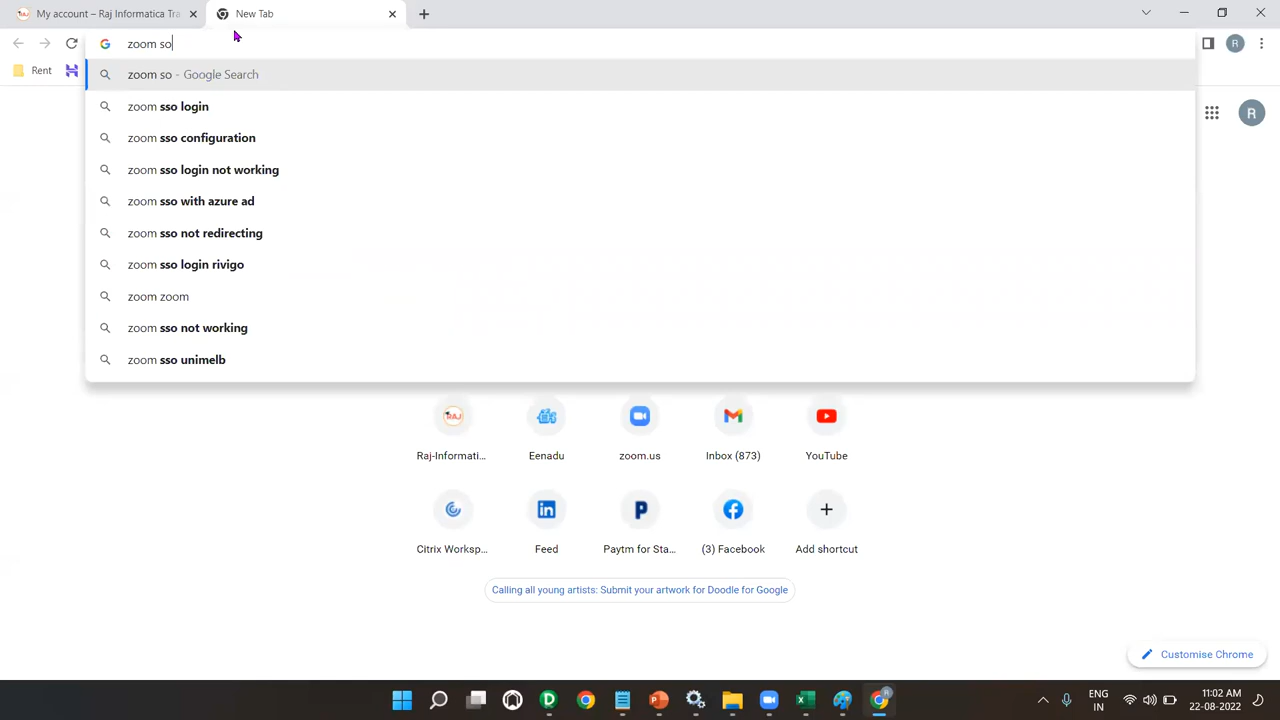 My account – Raj Informatica Tra
New Tab
zoom so
R
Rent
zoom so - Google Search
zoom sso login
zoom sso configuration
zoom sso login not working
zoom sso with azure ad
zoom sso not redirecting
zoom sso login rivigo
zoom zoom
zoom sso not working
zoom sso unimelb
R
RAJ
Raj-Informati...
Eenadu
zoom.us
Inbox (873)
YouTube
Citrix Worksp...
Feed
Paytm for Sta...
(3) Facebook
Add shortcut
Calling all young artists: Submit your artwork for Doodle for Google
Customise Chrome
ENG
IN
11:02 AM
22-08-2022